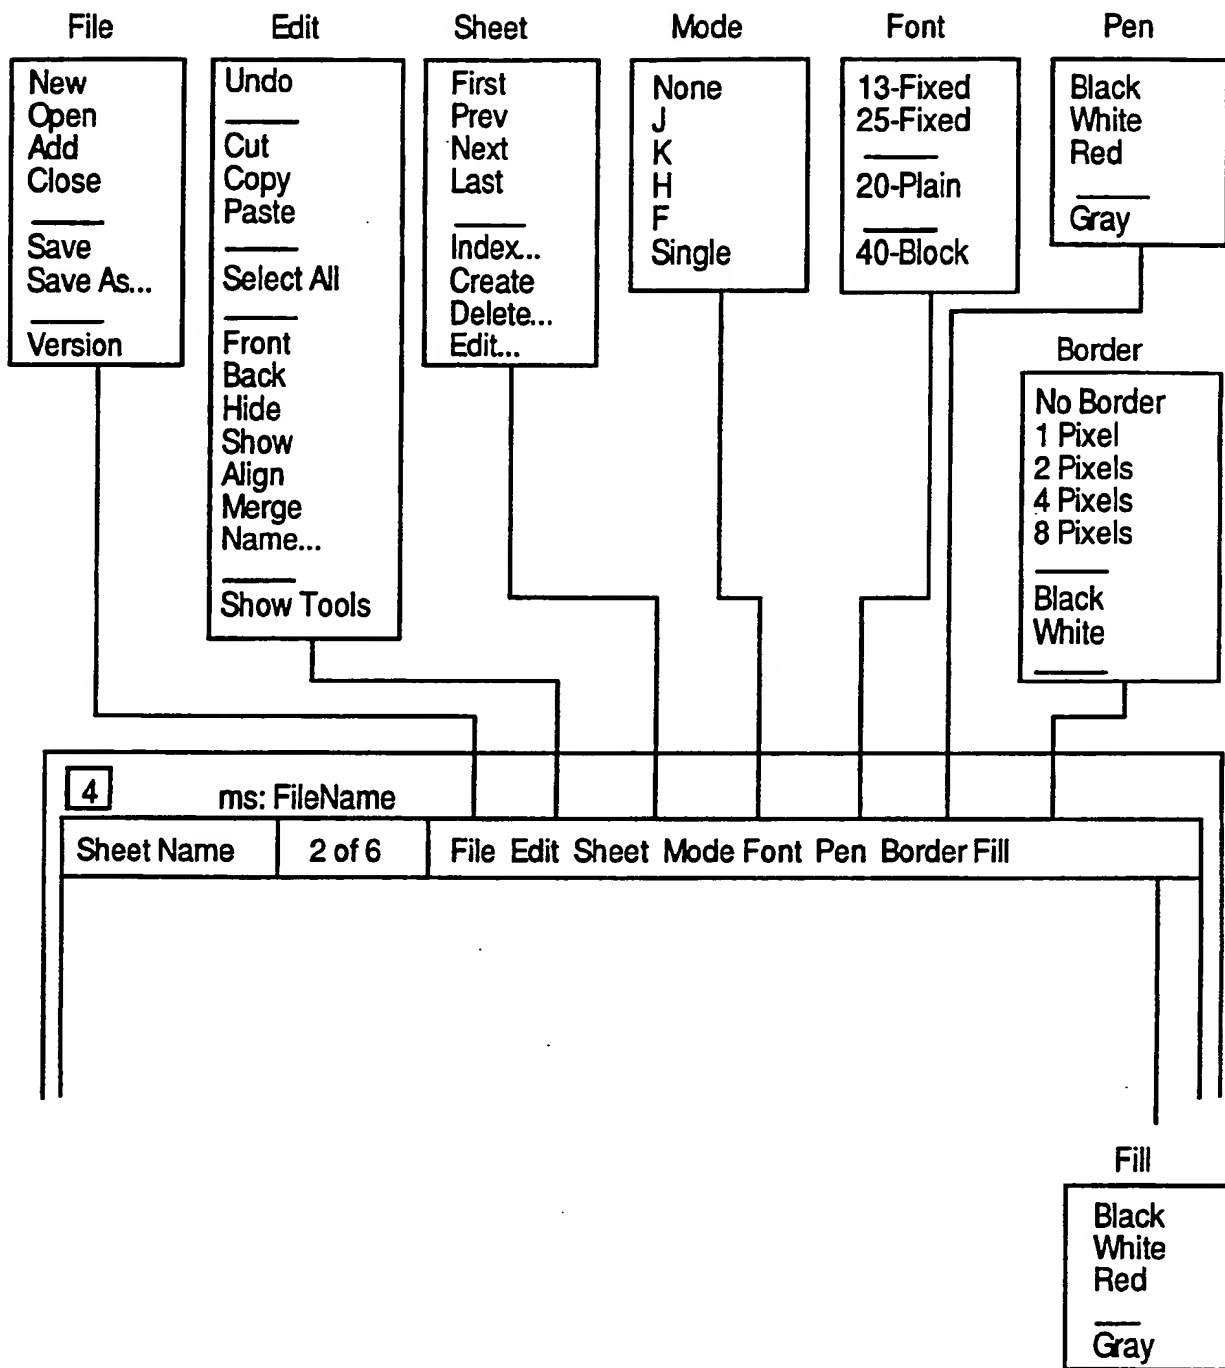 File
New
Open
Add
Close
Save
Save As...
Version
Edit
Undo
Cut
Copy
Paste
Select All
Front
Back
Hide
Show
Align
Merge
Name...
Show Tools
Sheet
First
Prev
Next
Last
Index...
Create
Delete...
Edit...
Mode
None
J
K
H
F
Single
Font
13-Fixed
25-Fixed
20-Plain
40-Block
Pen
Black
White
Red
Gray
Border
No Border
1 Pixel
2 Pixels
4 Pixels
8 Pixels
Black
White
4
ms: FileName
Sheet Name
2 of 6
File Edit Sheet Mode Font Pen Border Fill
Fill
Black
White
Red
Gray